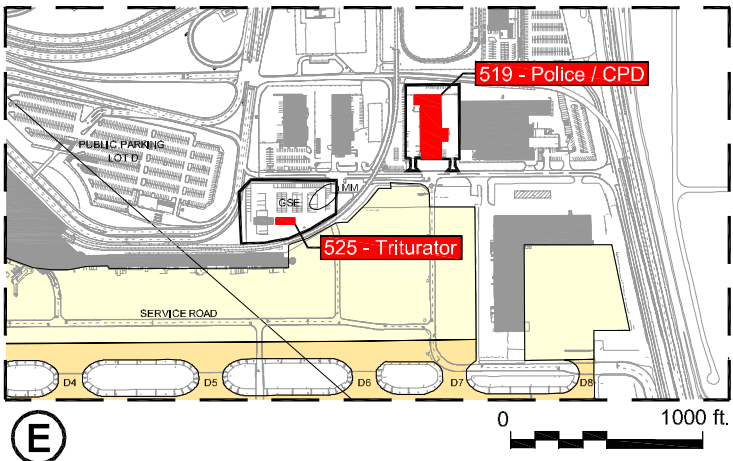 519 - Police / CPD
PUBLIC PARKING
LOT D
MM
GSE
525 - Triturator
SERVICE ROAD
D4
D5
D6
D7
D8
E
0
1000 ft.